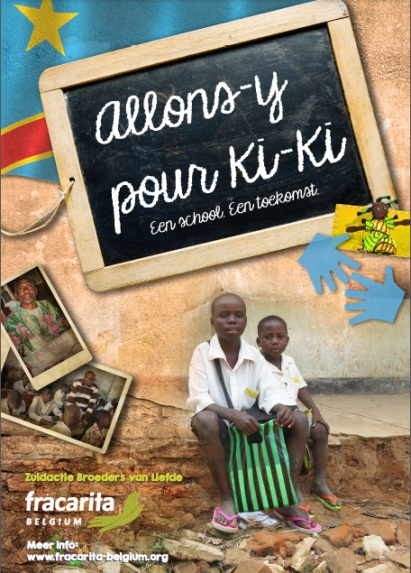 Allons-y
pour Ki-Ki
Een school. Een toekomst.
Zuidactie Broeders van Liefde
fracarita
BELGIUM
Meer info:
www.fracarita-belgium.org